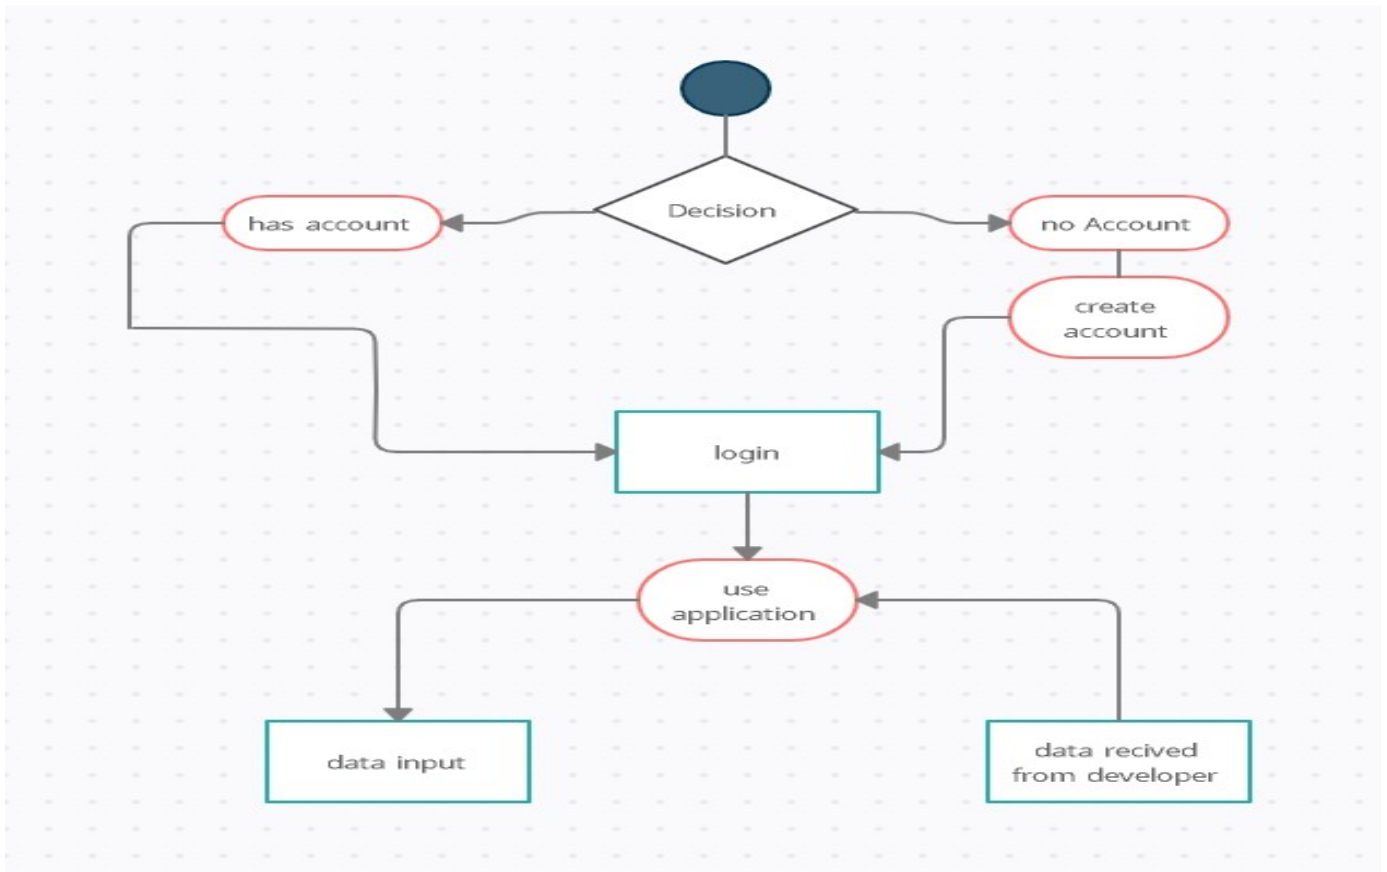 Decision
has account
no Account
create
account
login
use
application
data input
data recived
from developer